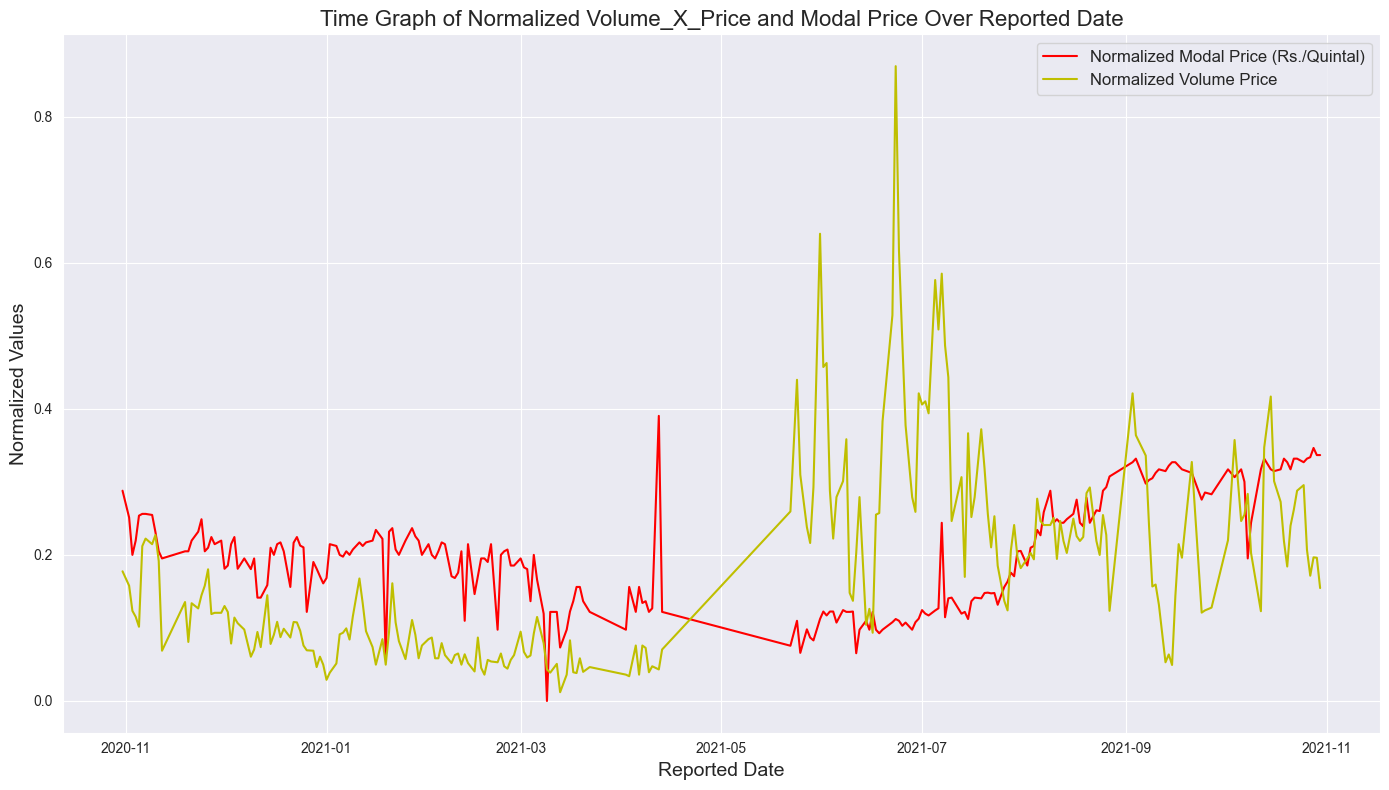 Time Graph of Normalized Volume_X_Price and Modal Price Over Reported Date
Normalized Modal Price (Rs./Quintal)
Normalized Volume Price
Normalized Values
0.8
0.6
0.4
0.2
0.0
2020-11
2021-01
2021-03
2021-05
2021-07
2021-09
2021-11
Reported Date